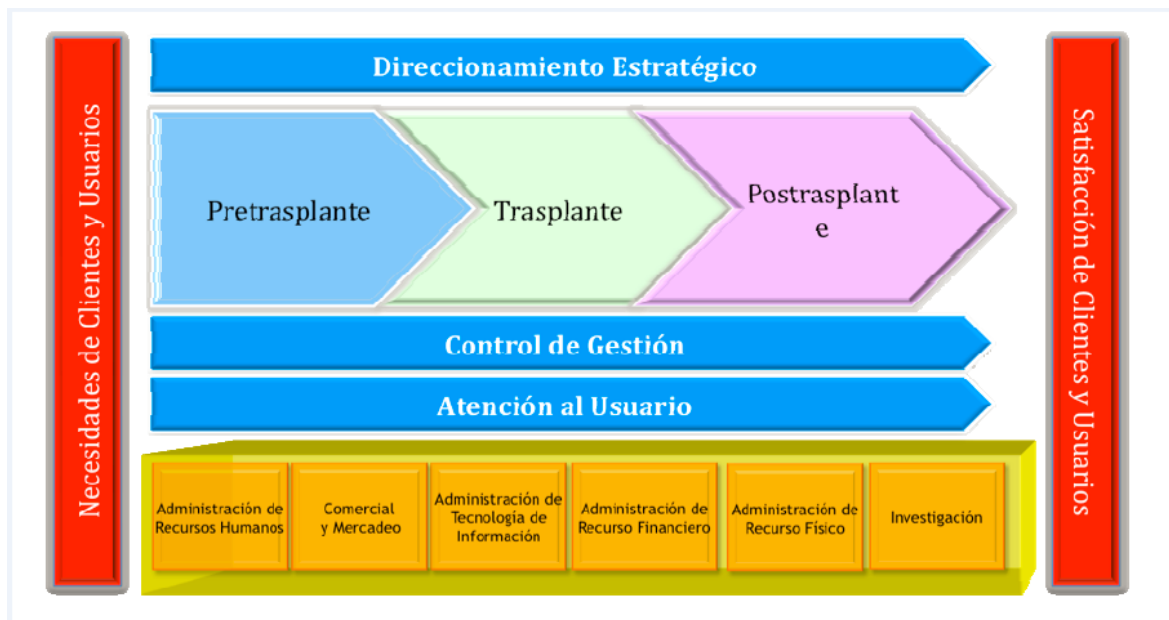 Necesidades de Clientes y Usuarios
Direccionamiento Estratégico
Pretrasplante
Trasplante
Postrasplant
e
Control de Gestión
Atención al Usuario
Administración de
Recursos Humanos
Comercial
y Mercadeo
Administración de
Tecnología de
Información
Administración de
Recurso Financiero
Administración de
Recurso Físico
Investigación
Satisfacción de Clientes y Usuarios